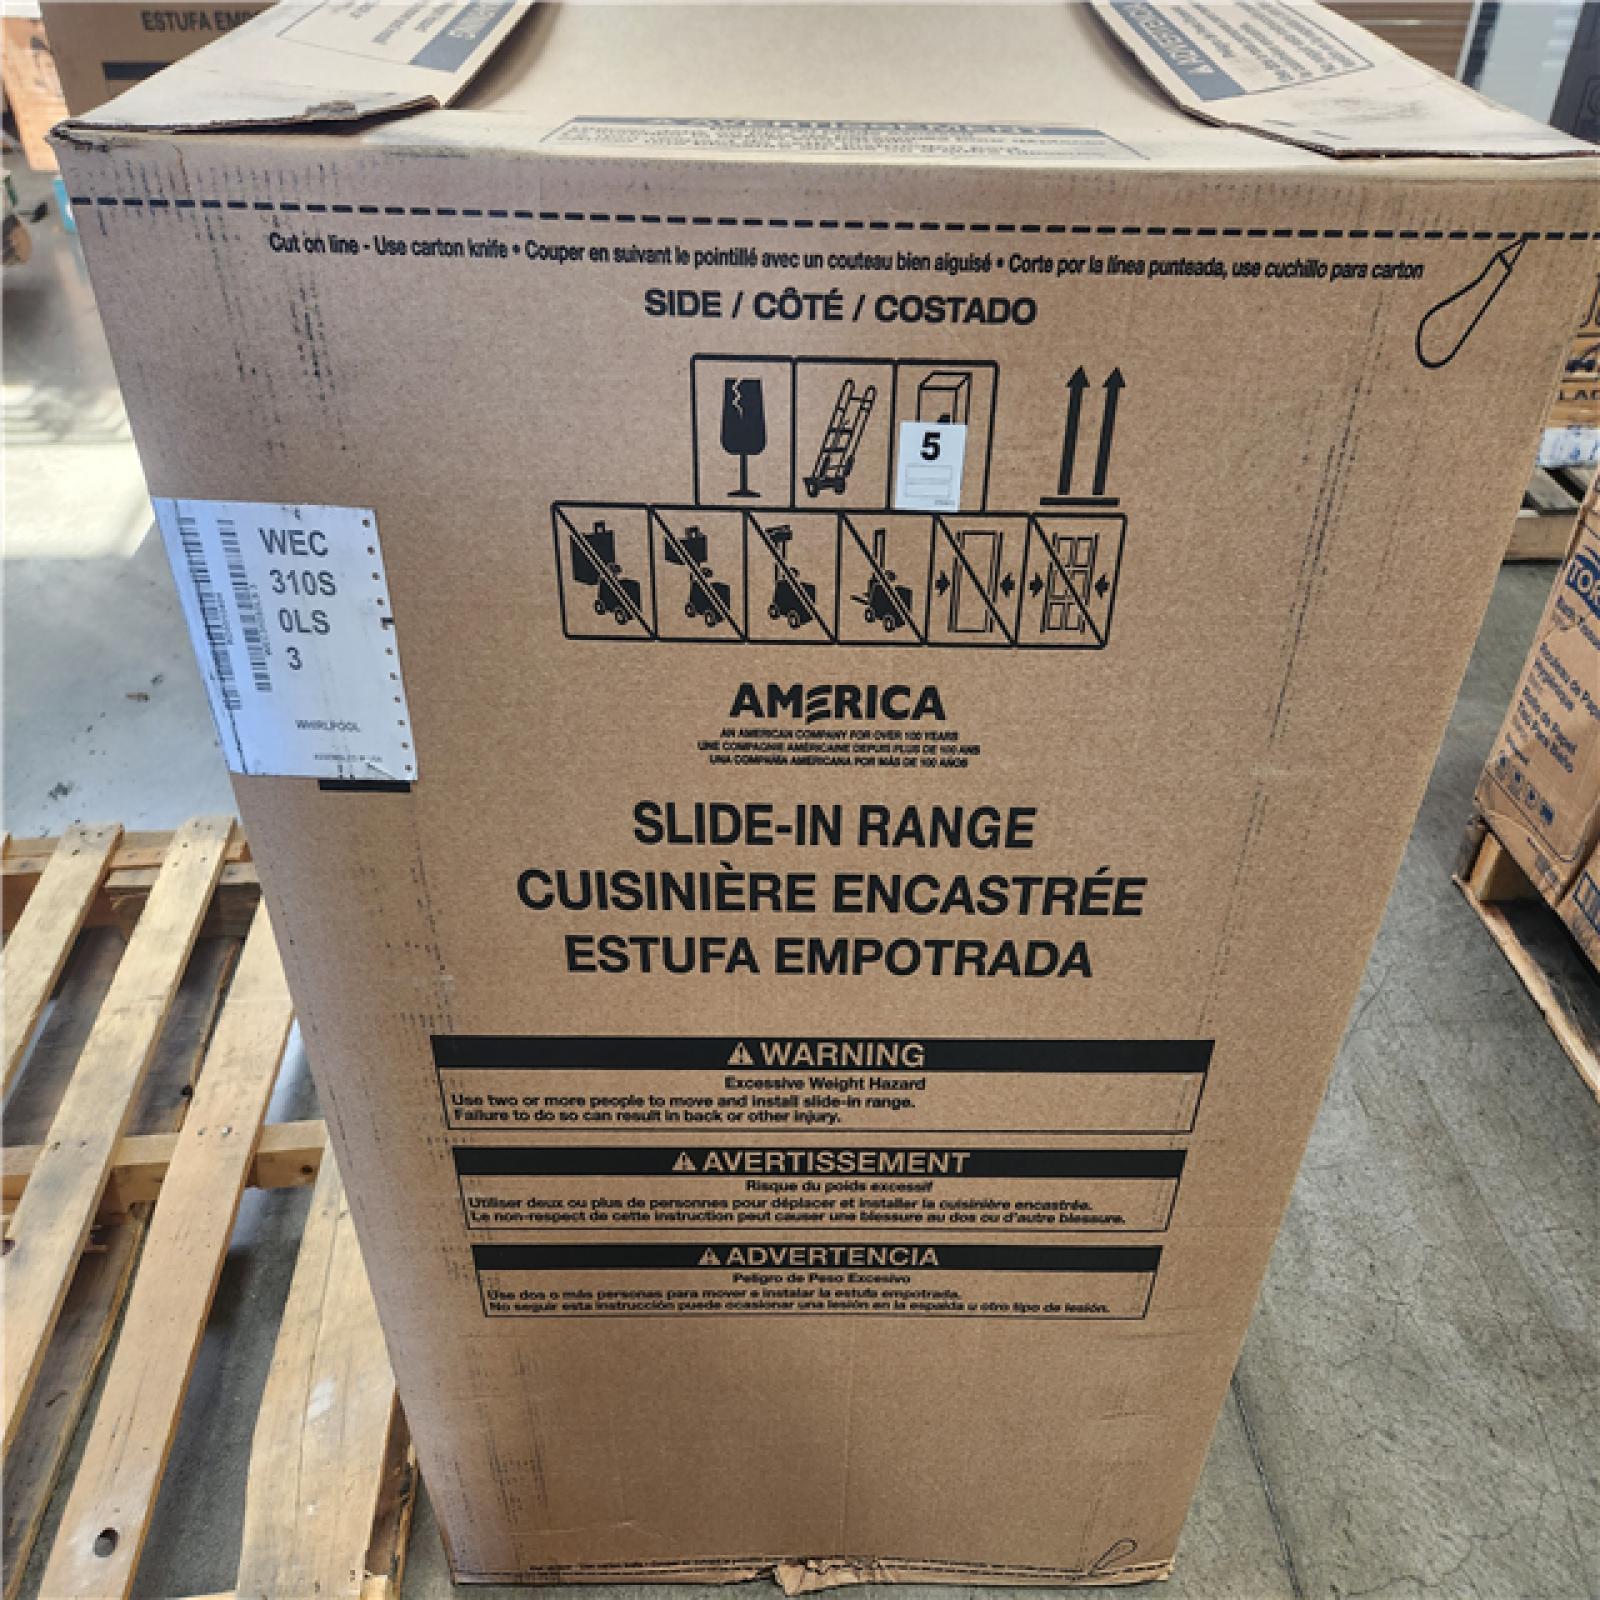 ESTUFA EMP
Cut on line - Use carton knife • Couper en suivant le pointillé avec un couteau bien aiguisé • Corte por la línea punteada, use cuchillo para carton
SIDE / CÔTÉ / COSTADO
5
WEC
310S
0LS
3
WHIRLPOOL
AMERICA
AN AMERICAN COMPANY FOR OVER 100 YEARS
UNE COMPAGNIE AMÉRICAINE DEPUIS PLUS DE 100 ANS
UNA COMPAÑIA AMERICANA POR MÁS DE 100 AÑOS
SLIDE-IN RANGE
CUISINIÈRE ENCASTRÉE
ESTUFA EMPOTRADA
WARNING
Excessive Weight Hazard
Use two or more people to move and install slide-in range.
Failure to do so can result in back or other injury.
AVERTISSEMENT
Risque du poids excessif
Utiliser deux ou plus de personnes pour déplacer et installer la cuisinière encastrée.
Le non-respect de cette instruction peut causer une blessure au dos ou d'autre blessure.
ADVERTENCIA
Peligro de Peso Excesivo
Use dos o más personas para mover e instalar la estufa empotrada.
No seguir esta instrucción puede ocasionar una lesión en la espalda u otro tipo de lesión.